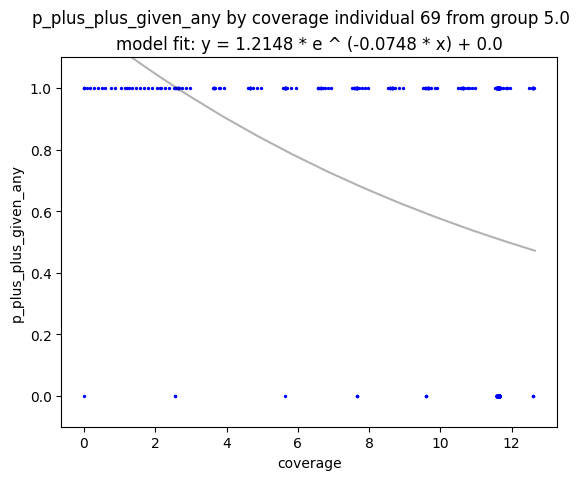 p_plus_plus_given_any by coverage individual 69 from group 5.0
model fit: y = 1.2148 * e ^ (-0.0748 * x) + 0.0
1.0
0.8
0.6
0.4
0.2
0.0
p_plus_plus_given_any
0 2 4 6 8 10 12
coverage